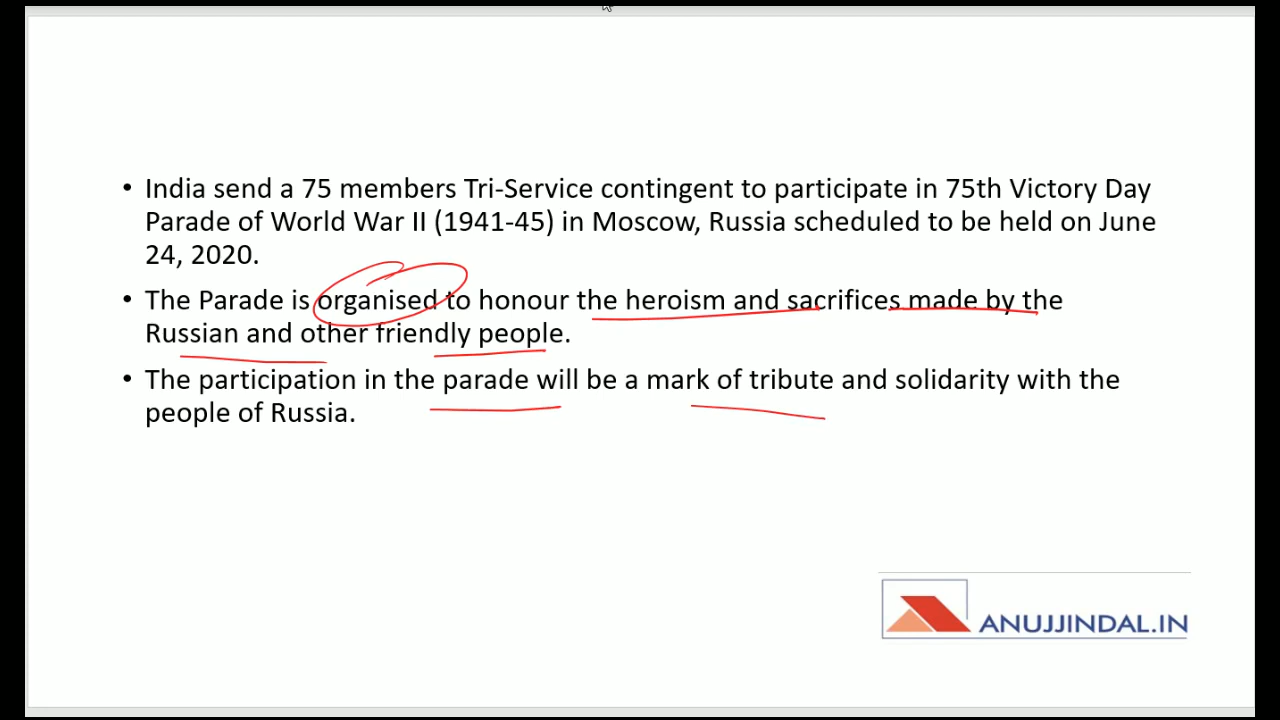 • India send a 75 members Tri-Service contingent to participate in 75th Victory Day
Parade of World War II (1941-45) in Moscow, Russia scheduled to be held on June
24, 2020.
• The Parade is organised to honour the heroism and sacrifices made by the
Russian and other friendly people.
• The participation in the parade will be a mark of tribute and solidarity with the
people of Russia.
ANUJJINDAL.IN